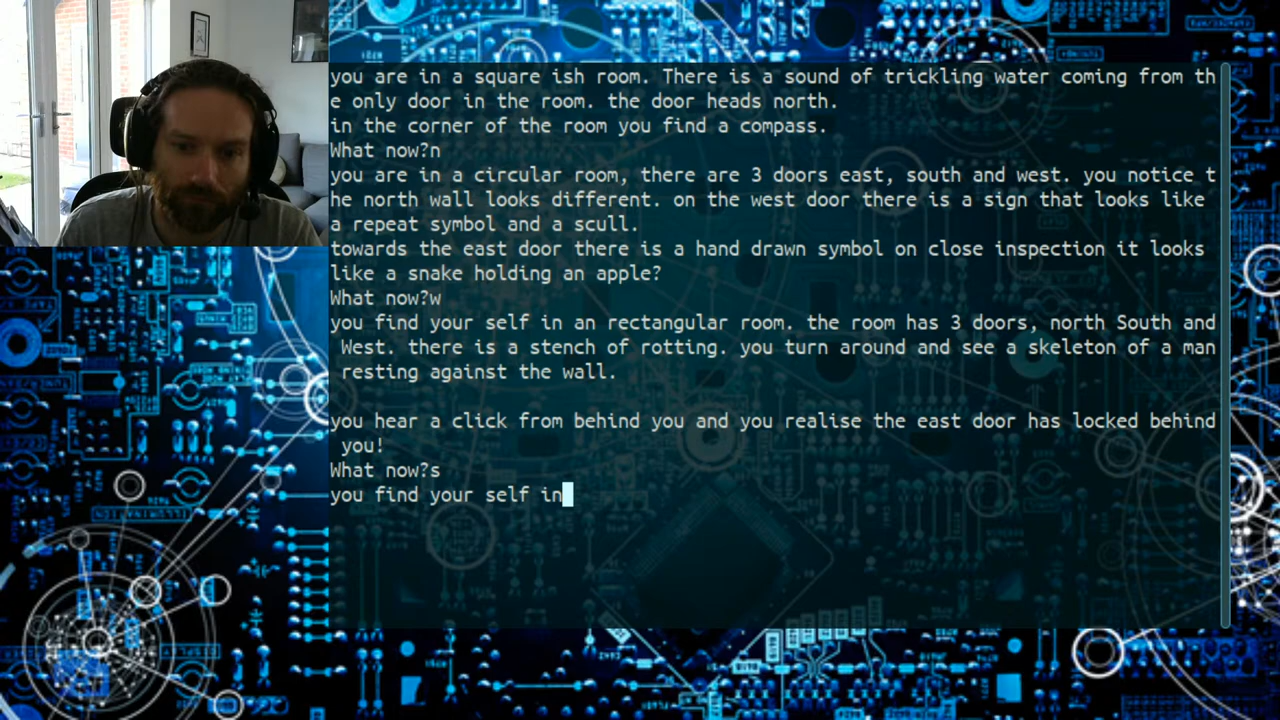 you are in a square ish room. There is a sound of trickling water coming from th
e only door in the room. the door heads north.
in the corner of the room you find a compass.
What now?n
you are in a circular room, there are 3 doors east, south and west. you notice t
he north wall looks different. on the west door there is a sign that looks like
a repeat symbol and a scull.
towards the east door there is a hand drawn symbol on close inspection it looks
like a snake holding an apple?
What now?w
you find your self in an rectangular room. the room has 3 doors, north South and
West. there is a stench of rotting. you turn around and see a skeleton of a man
resting against the wall.
you hear a click from behind you and you realise the east door has locked behind
you!
What now?s
you find your self in